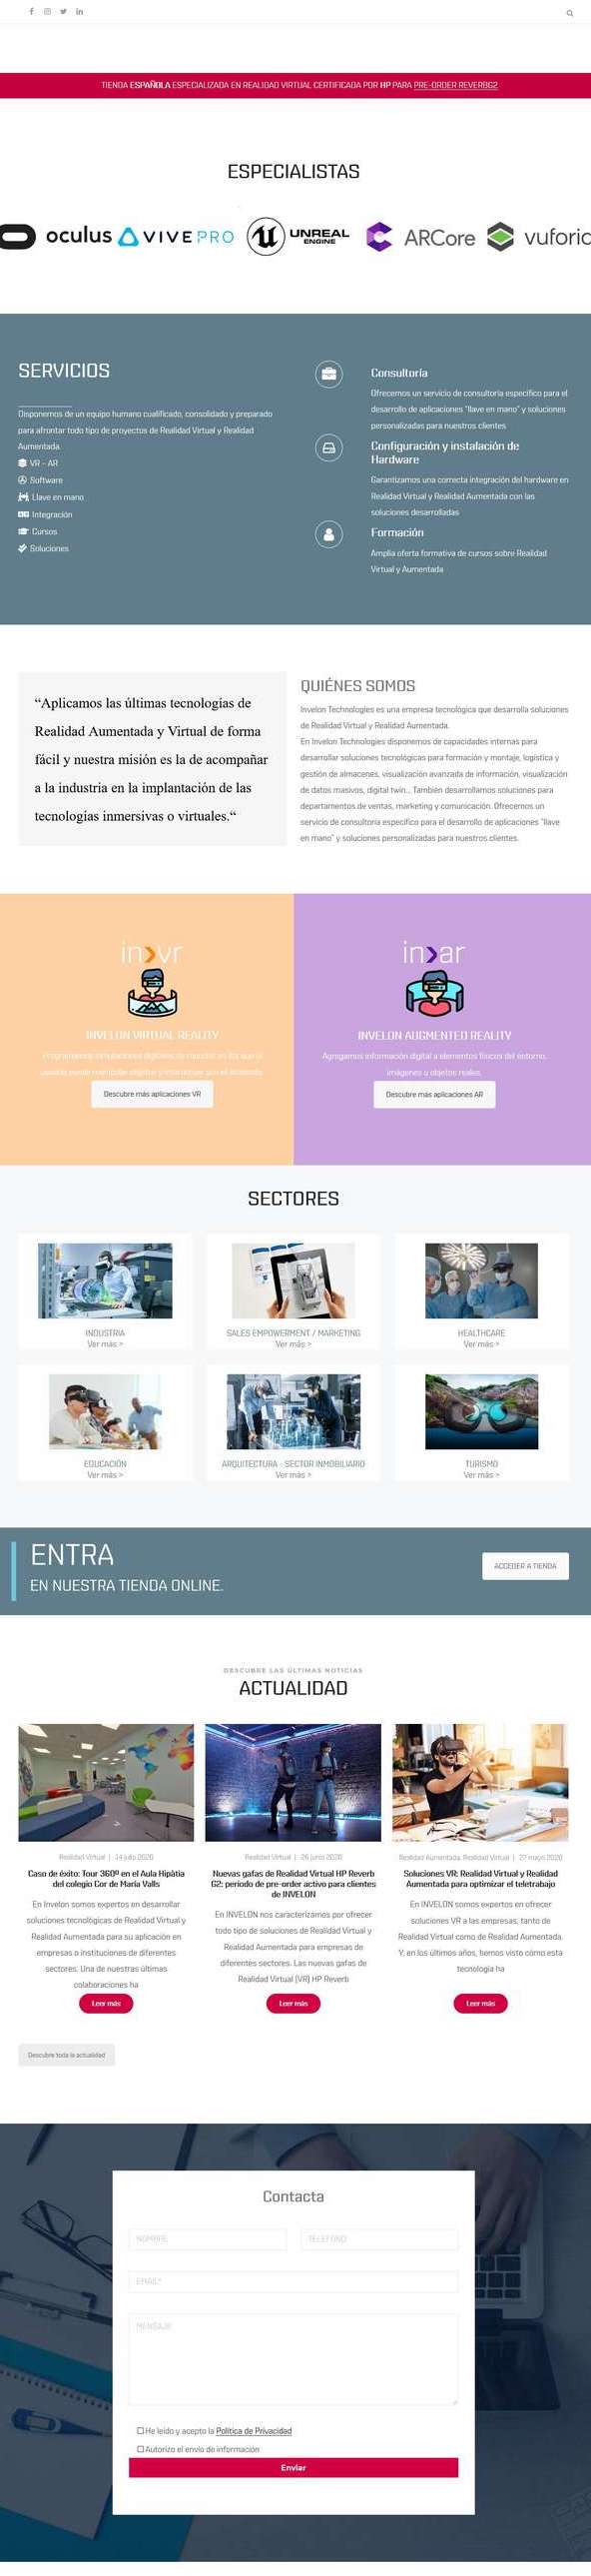 TIENDA ESPAÑOLA ESPECIALIZADA EN REALIDAD VIRTUAL CERTIFICADA POR HP PARA PRE-ORDER REVERBG2
ESPECIALISTAS
oculus VIVE PRO UNREAL ENGINE ARCore vuforia
SERVICIOS
Disponemos de un equipo humano cualificado, consolidado y preparado
para afrontar todo tipo de proyectos de Realidad Virtual y Realidad
Aumentada.
VR - AR
Software
Llave en mano
Integración
Cursos
Soluciones
Consultoría
Ofrecemos un servicio de consultoría específico para el
desarrollo de aplicaciones "llave en mano" y soluciones
personalizadas para nuestros clientes
Configuración y instalación de
Hardware
Garantizamos una correcta integración del hardware en
Realidad Virtual y Realidad Aumentada con las
soluciones desarrolladas
Formación
Amplia oferta formativa de cursos sobre Realidad
Virtual y Aumentada
“Aplicamos las últimas tecnologías de
Realidad Aumentada y Virtual de forma
fácil y nuestra misión es la de acompañar
a la industria en la implantación de las
tecnologías inmersivas o virtuales.“
QUIÉNES SOMOS
Invelon Technologies es una empresa tecnológica que desarrolla soluciones
de Realidad Virtual y Realidad Aumentada.
En Invelon Technologies disponemos de capacidades internas para
desarrollar soluciones tecnológicas para formación y montaje, logística y
gestión de almacenes, visualización avanzada de información, visualización
de datos masivos, digital twin... También desarrollamos soluciones para
departamentos de ventas, marketing y comunicación. Ofrecemos un
servicio de consultoría específico para el desarrollo de aplicaciones "llave
en mano" y soluciones personalizadas para nuestros clientes.
in>vr
INVELON VIRTUAL REALITY
Descubre más aplicaciones VR
in>ar
INVELON AUGMENTED REALITY
Agregamos información digital a elementos físicos del entorno,
imágenes u objetos reales.
Descubre más aplicaciones AR
SECTORES
INDUSTRIA
Ver más >
SALES EMPOWERMENT / MARKETING
Ver más >
HEALTHCARE
Ver más >
EDUCACIÓN
Ver más >
ARQUITECTURA - SECTOR INMOBILIARIO
Ver más >
TURISMO
Ver más >
ENTRA
EN NUESTRA TIENDA ONLINE.
ACCEDER A TIENDA
DESCUBRE LAS ÚLTIMAS NOTICIAS
ACTUALIDAD
Realidad Virtual | 14 julio 2020
Caso de éxito: Tour 360º en el Aula Hipàtia
del colegio Cor de Maria Valls
En Invelon somos expertos en desarrollar
soluciones tecnológicas de Realidad Virtual y
Realidad Aumentada para su aplicación en
empresas o instituciones de diferentes
sectores. Una de nuestras últimas
colaboraciones ha
Leer más
Realidad Virtual | 26 junio 2020
Nuevas gafas de Realidad Virtual HP Reverb
G2: periodo de pre-order activo para clientes
de INVELON
En INVELON nos caracterizamos por ofrecer
todo tipo de soluciones de Realidad Virtual y
Realidad Aumentada para empresas de
diferentes sectores. Las nuevas gafas de
Realidad Virtual (VR) HP Reverb
Leer más
Realidad Aumentada, Realidad Virtual | 27 mayo 2020
Soluciones VR: Realidad Virtual y Realidad
Aumentada para optimizar el teletrabajo
En INVELON somos expertos en ofrecer
soluciones VR a las empresas, tanto de
Realidad Virtual como de Realidad Aumentada.
Y, en los últimos años, hemos visto cómo esta
tecnología ha
Leer más
Descubre toda la actualidad
Contacta
NOMBRE
TELEFONO
EMAIL*
MENSAJE
He leído y acepto la Política de Privacidad
Autorizo el envío de información
Enviar